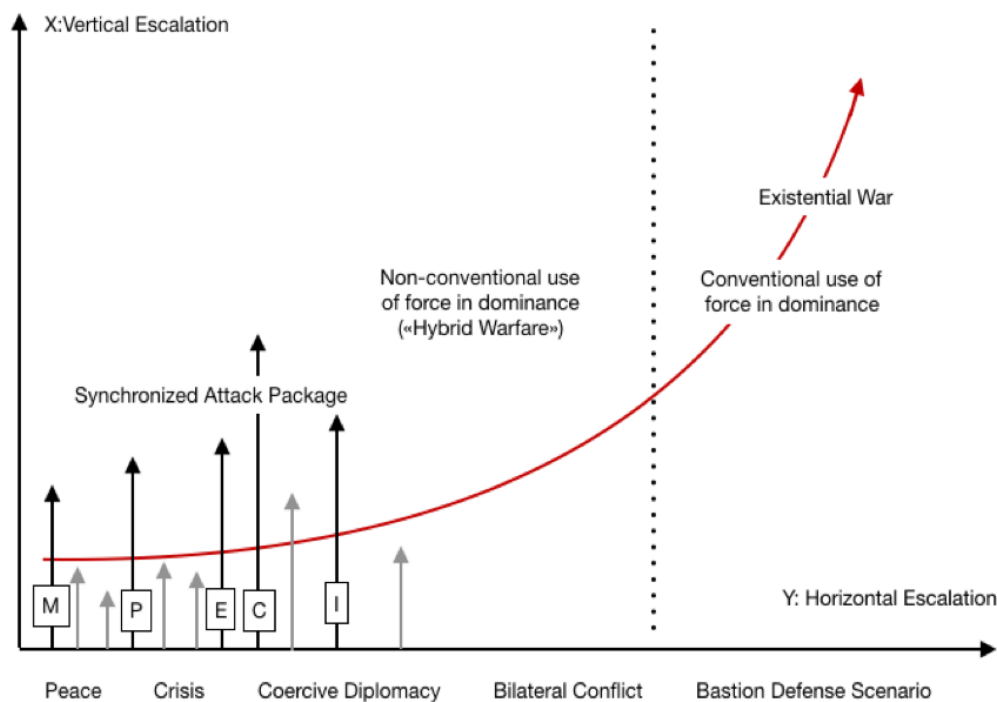 X:Vertical Escalation
Existential War
Non-conventional use
of force in dominance
(«Hybrid Warfare»)
Conventional use of
force in dominance
Synchronized Attack Package
M
P
E
C
I
Y: Horizontal Escalation
Peace
Crisis
Coercive Diplomacy
Bilateral Conflict
Bastion Defense Scenario